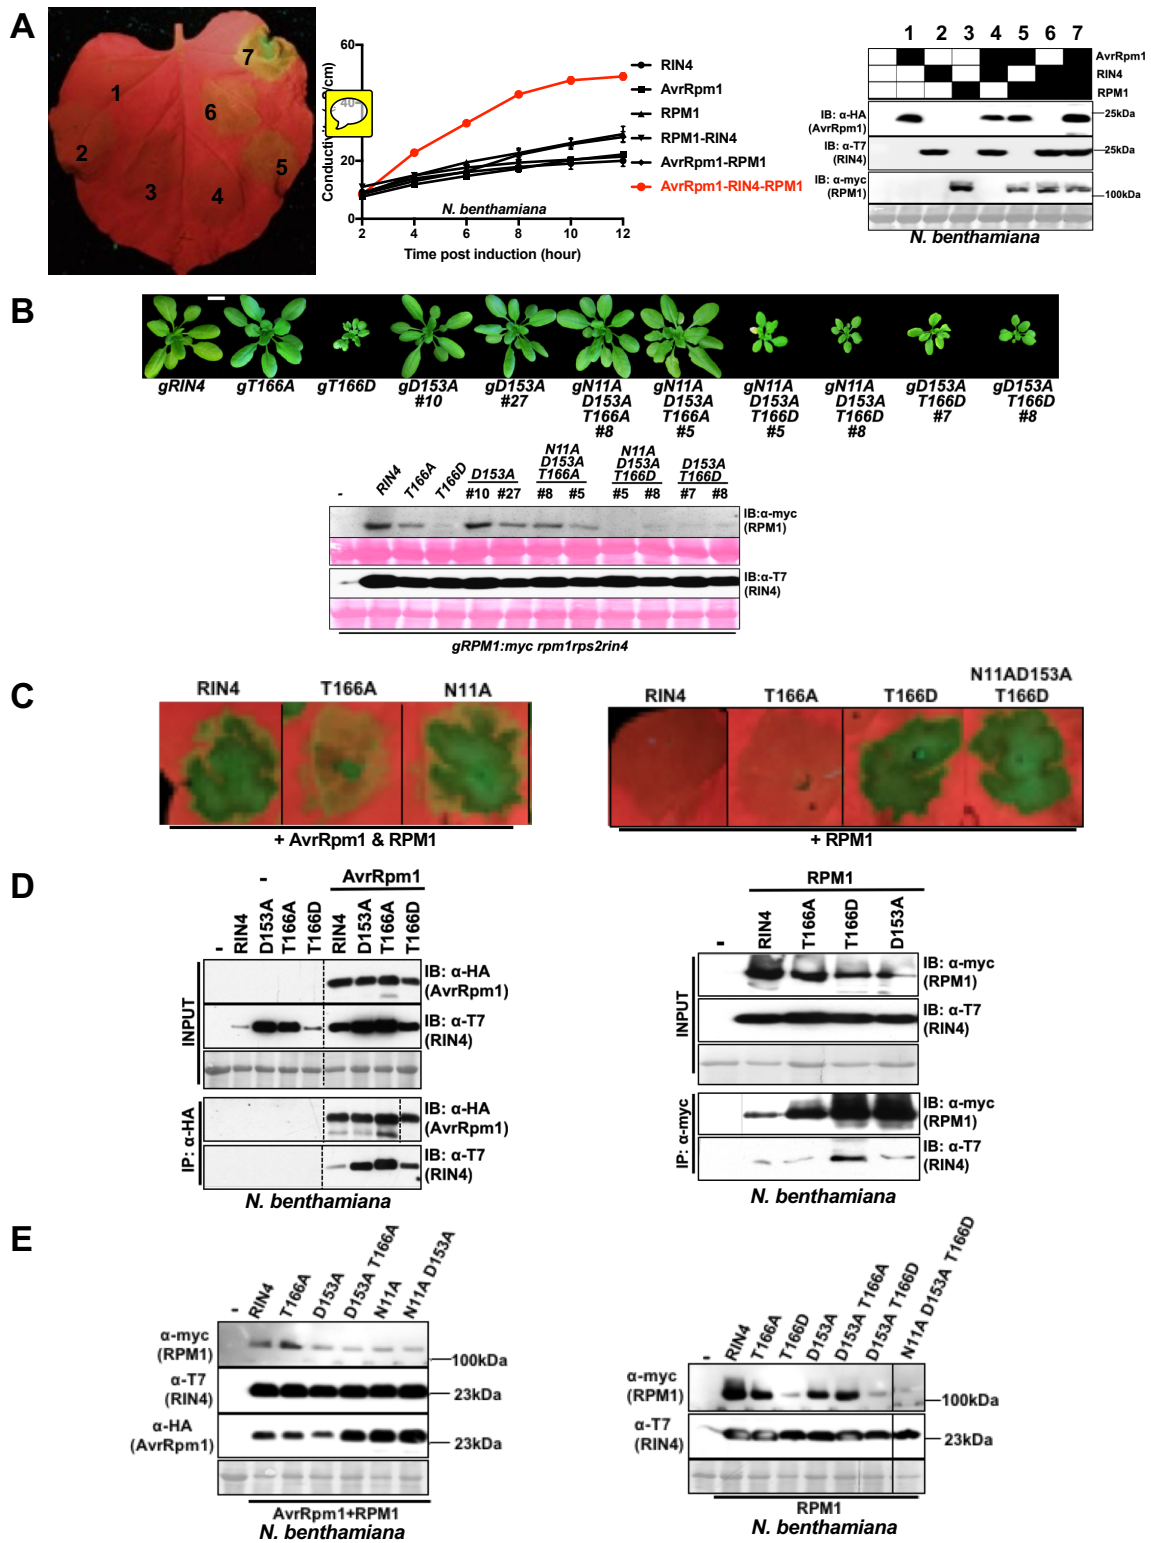 A
1
2
3
4
5
6
7
60
40
20
0
2
4
6
8
10
12
Time post induction (hour)
N. benthamiana
RIN4
AvrRpm1
RPM1
RPM1-RIN4
AvrRpm1-RPM1
AvrRpm1-RIN4-RPM1
1 2 3 4 5 6 7
AvrRpm1
RIN4
RPM1
IB: α-HA
(AvrRpm1)
25kDa
IB: α-T7
(RIN4)
25kDa
IB: α-myc
(RPM1)
100kDa
N. benthamiana
B
gRIN4
gT166A
gT166D
gD153A
#10
gD153A
#27
gN11A
D153A
T166A
#8
gN11A
D153A
T166A
#5
gN11A
D153A
T166D
#5
gN11A
D153A
T166D
#8
gD153A
T166D
#7
gD153A
T166D
#8
-
RIN4
T166A
T166D
D153A
#10 #27
N11A
D153A
T166A
#8 #5
N11A
D153A
T166D
#5 #8
D153A
T166D
#7 #8
IB:α-myc
(RPM1)
IB:α-T7
(RIN4)
gRPM1:myc rpm1rps2rin4
C
RIN4
T166A
N11A
+ AvrRpm1 & RPM1
RIN4
T166A
T166D
N11AD153A
T166D
+ RPM1
D
-
AvrRpm1
-
RIN4
D153A
T166A
T166D
RIN4
D153A
T166A
T166D
INPUT
IB: α-HA
(AvrRpm1)
IB: α-T7
(RIN4)
IP: α-HA
IB: α-HA
(AvrRpm1)
IB: α-T7
(RIN4)
N. benthamiana
RPM1
-
RIN4
T166A
T166D
D153A
INPUT
IB: α-myc
(RPM1)
IB: α-T7
(RIN4)
IP: α-myc
IB: α-myc
(RPM1)
IB: α-T7
(RIN4)
N. benthamiana
E
-
RIN4
T166A
D153A
D153A T166A
N11A
N11A D153A
α-myc
(RPM1)
100kDa
α-T7
(RIN4)
23kDa
α-HA
(AvrRpm1)
23kDa
AvrRpm1+RPM1
N. benthamiana
-
RIN4
T166A
T166D
D153A
D153A T166A
D153A T166D
N11A D153A T166D
α-myc
(RPM1)
100kDa
α-T7
(RIN4)
23kDa
RPM1
N. benthamiana